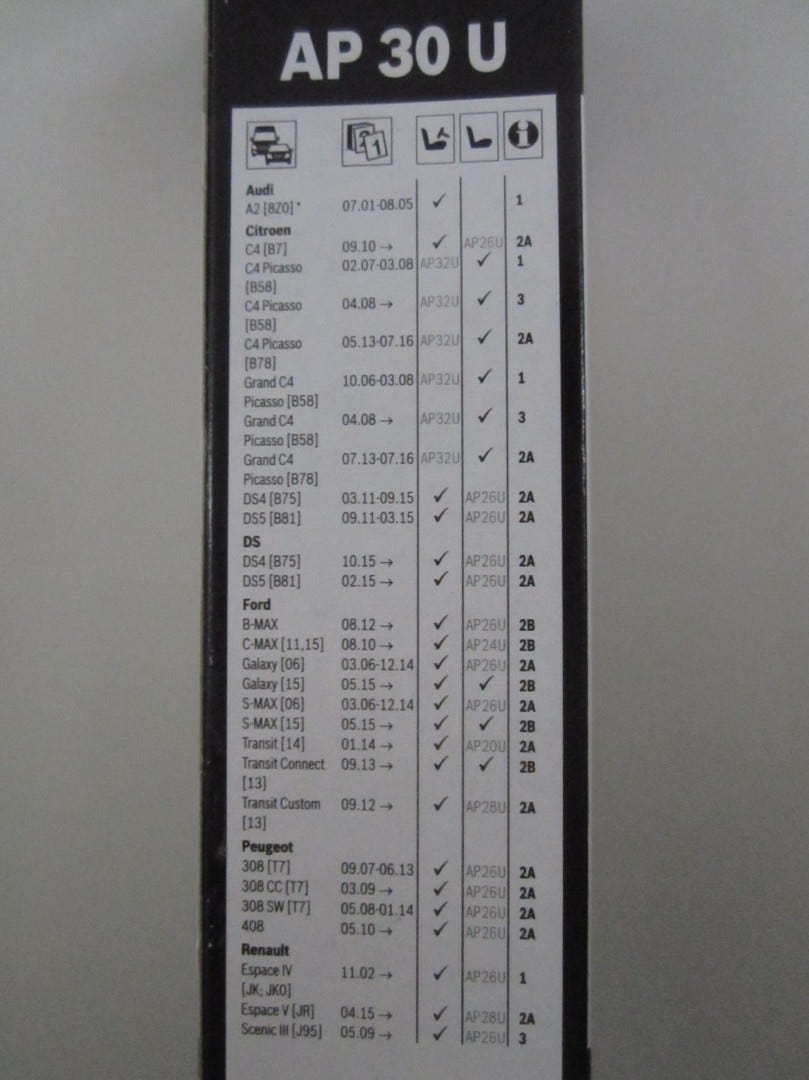 AP 30 U
Audi
A2 [8Z0]* 07.01-08.05 ✓ 1
Citroen
C4 [B7] 09.10 → ✓ AP26U 2A
C4 Picasso 02.07-03.08 AP32U ✓ 1
[B58]
C4 Picasso 04.08 → AP32U ✓ 3
[B58]
C4 Picasso 05.13-07.16 AP32U ✓ 2A
[B78]
Grand C4 10.06-03.08 AP32U ✓ 1
Picasso [B58]
Grand C4 04.08 → AP32U ✓ 3
Picasso [B58]
Grand C4 07.13-07.16 AP32U ✓ 2A
Picasso [B78]
DS4 [B75] 03.11-09.15 ✓ AP26U 2A
DS5 [B81] 09.11-03.15 ✓ AP26U 2A
DS
DS4 [B75] 10.15 → ✓ AP26U 2A
DS5 [B81] 02.15 → ✓ AP26U 2A
Ford
B-MAX 08.12 → ✓ AP26U 2B
C-MAX [11,15] 08.10 → ✓ AP24U 2B
Galaxy [06] 03.06-12.14 ✓ AP26U 2A
Galaxy [15] 05.15 → ✓ ✓ 2B
S-MAX [06] 03.06-12.14 ✓ AP26U 2A
S-MAX [15] 05.15 → ✓ ✓ 2B
Transit [14] 01.14 → ✓ AP20U 2A
Transit Connect 09.13 → ✓ ✓ 2B
[13]
Transit Custom 09.12 → ✓ AP28U 2A
[13]
Peugeot
308 [T7] 09.07-06.13 ✓ AP26U 2A
308 CC [T7] 03.09 → ✓ AP26U 2A
308 SW [T7] 05.08-01.14 ✓ AP26U 2A
408 05.10 → ✓ AP26U 2A
Renault
Espace IV 11.02 → ✓ AP26U 1
[JK; JK0]
Espace V [JR] 04.15 → ✓ AP28U 2A
Scenic III [J95] 05.09 → ✓ AP26U 3